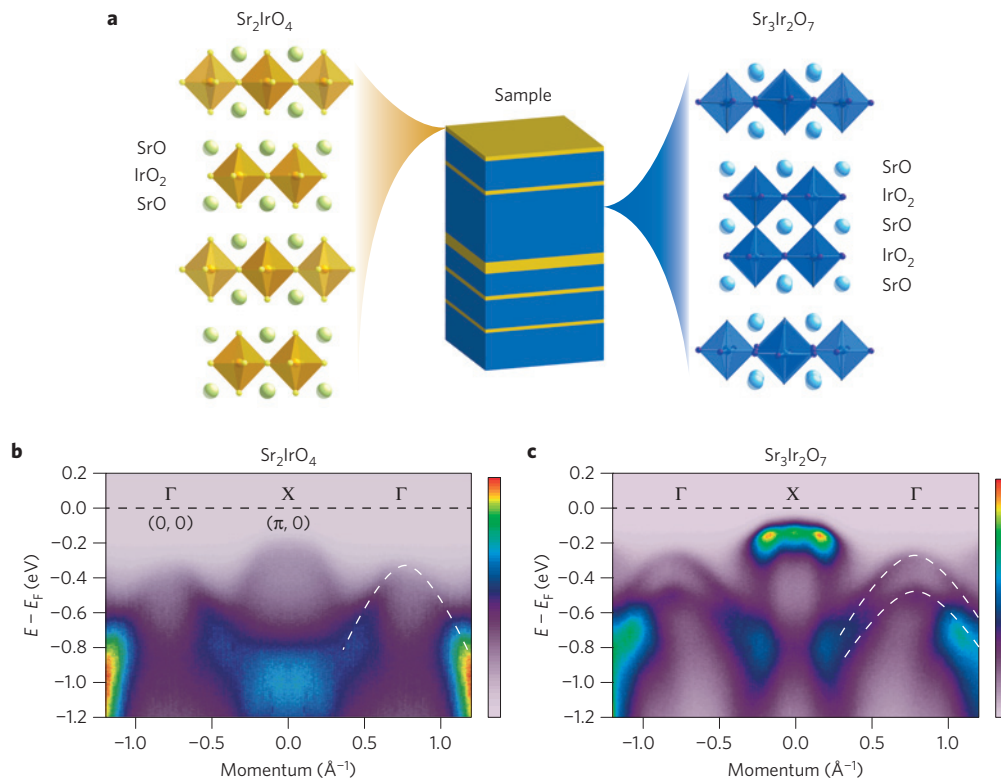 a
Sr2IrO4
Sr3Ir2O7
Sample
SrO
IrO2
SrO
SrO
IrO2
SrO
IrO2
SrO
b
Sr2IrO4
0.2
0.0
−0.2
−0.4
−0.6
−0.8
−1.0
−1.2
E − EF (eV)
Γ X Γ
(0, 0) (π, 0)
−1.0 −0.5 0.0 0.5 1.0
Momentum (Å−1)
c
Sr3Ir2O7
0.2
0.0
−0.2
−0.4
−0.6
−0.8
−1.0
−1.2
E − EF (eV)
Γ X Γ
−1.0 −0.5 0.0 0.5 1.0
Momentum (Å−1)